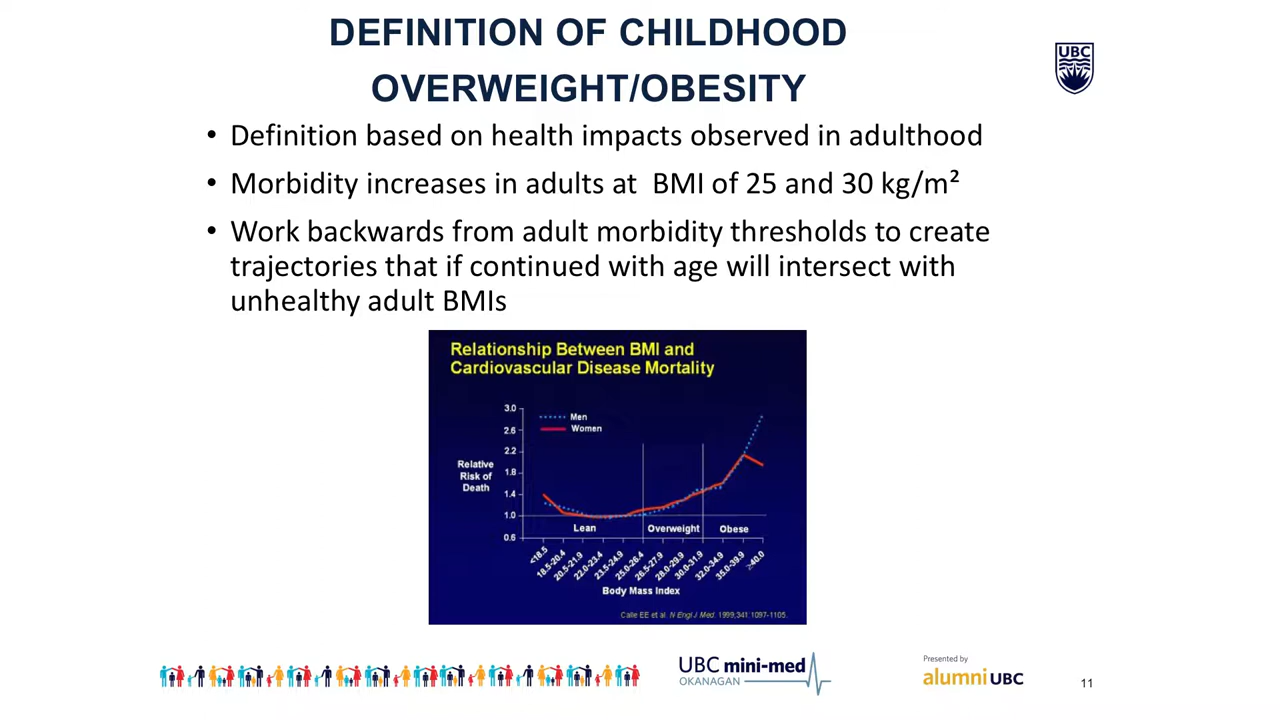 DEFINITION OF CHILDHOOD
OVERWEIGHT/OBESITY
UBC
• Definition based on health impacts observed in adulthood
• Morbidity increases in adults at BMI of 25 and 30 kg/m²
• Work backwards from adult morbidity thresholds to create
trajectories that if continued with age will intersect with
unhealthy adult BMIs
Relationship Between BMI and
Cardiovascular Disease Mortality
3.0
2.6
2.2
1.8
1.4
1.0
0.6
Men
Women
Relative
Risk of
Death
Lean
Overweight
Obese
<18.5
18.5-20.4
20.5-21.9
22.0-23.4
23.5-24.9
25.0-26.4
26.5-27.9
28.0-29.9
30.0-31.9
32.0-34.9
35.0-39.9
≥40.0
Body Mass Index
Calle EE et al. N Engl J Med. 1999;341:1097-1105.
UBC mini-med
OKANAGAN
Presented by
alumni UBC
11